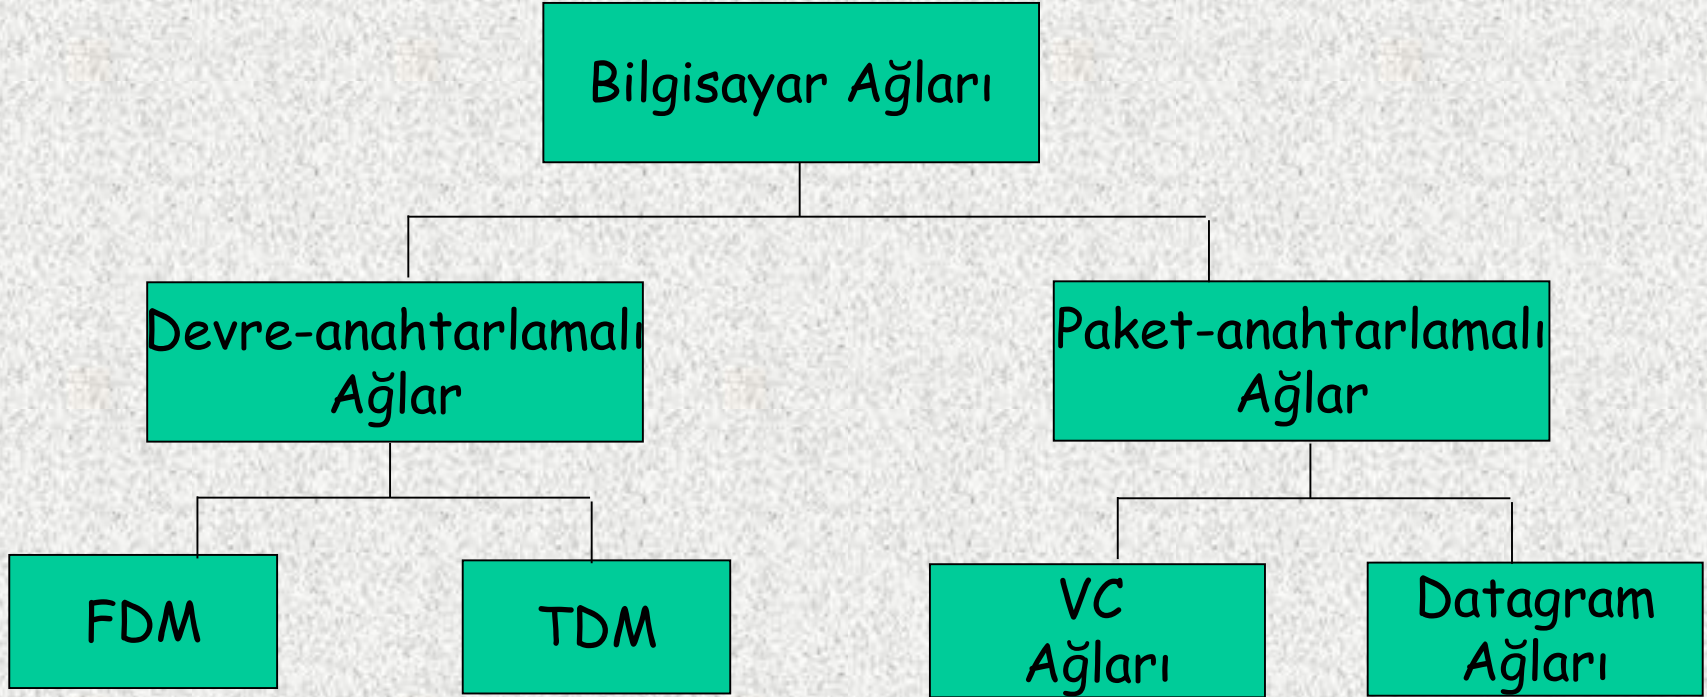 Bilgisayar Ağları
Devre-anahtarlamalı
Ağlar
Paket-anahtarlamalı
Ağlar
FDM
TDM
VC
Ağları
Datagram
Ağları